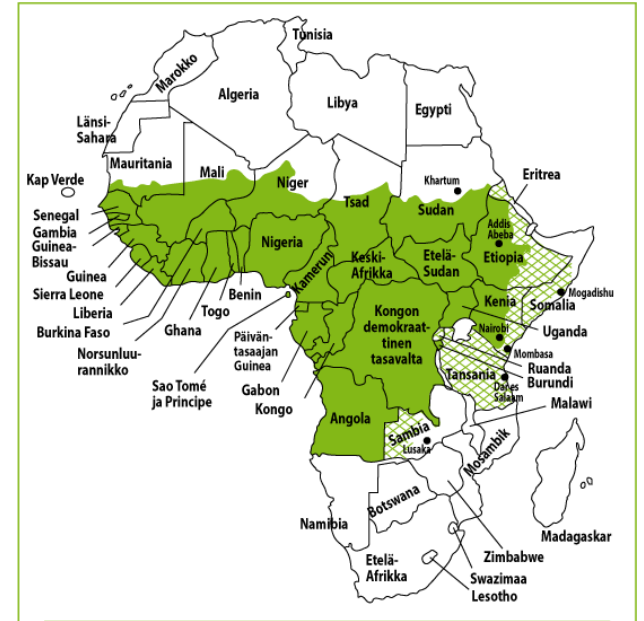 Tunisia
Marokko
Algeria
Libya
Egypti
Länsi-
Sahara
Mauritania
Mali
Niger
Tsad
Khartum
Sudan
Eritrea
Kap Verde
Senegal
Gambia
Guinea-
Bissau
Guinea
Sierra Leone
Liberia
Burkina Faso
Norsunluu-
rannikko
Ghana
Togo
Benin
Nigeria
Kamerun
Keski-
Afrikka
Etelä-
Sudan
Addis
Abeba
Etiopia
Mogadishu
Somalia
Kenia
Nairobi
Uganda
Mombasa
Ruanda
Burundi
Kongon
demokraat-
tinen
tasavalta
Päivän-
tasaajan
Guinea
Sao Tomé
ja Principe
Gabon
Kongo
Tansania
Dar es
Salaam
Malawi
Angola
Sambia
Lusaka
Mosambik
Namibia
Botswana
Madagaskar
Zimbabwe
Etelä-
Afrikka
Swazimaa
Lesotho